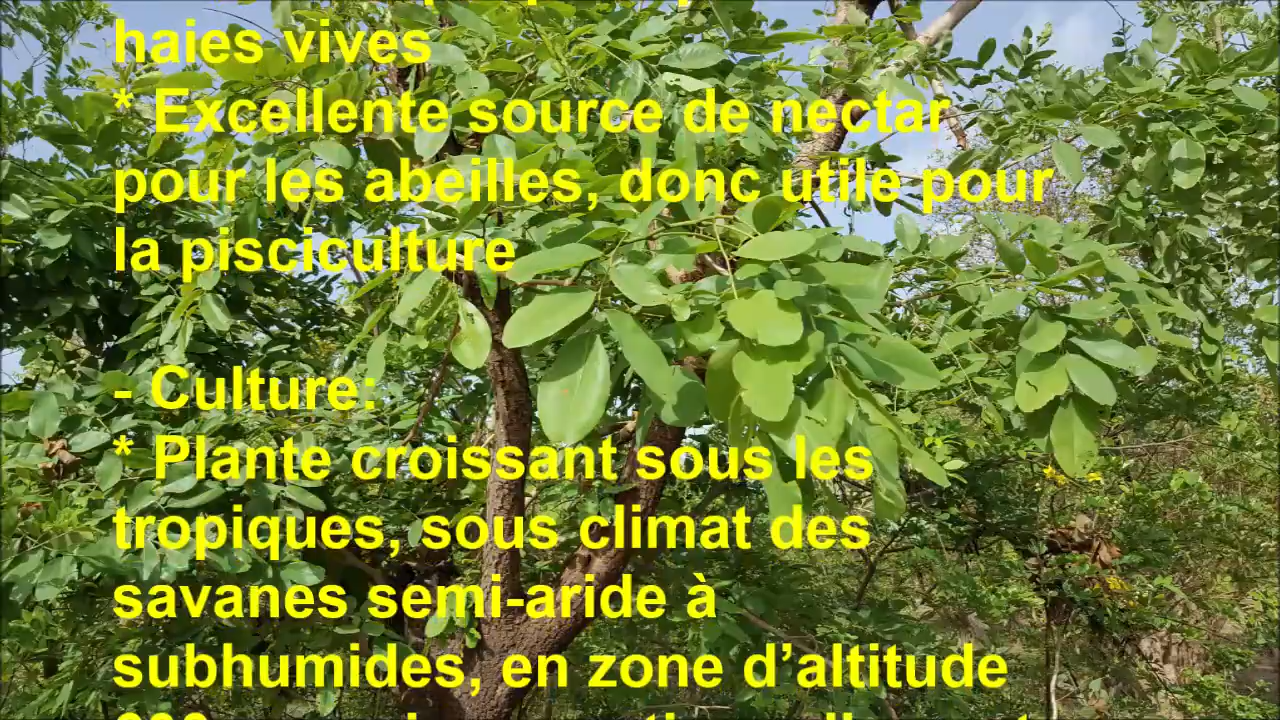 haies vives
* Excellente source de nectar
pour les abeilles, donc utile pour
la pisciculture
- Culture:
* Plante croissant sous les
tropiques, sous climat des
savanes semi-aride à
subhumides, en zone d’altitude